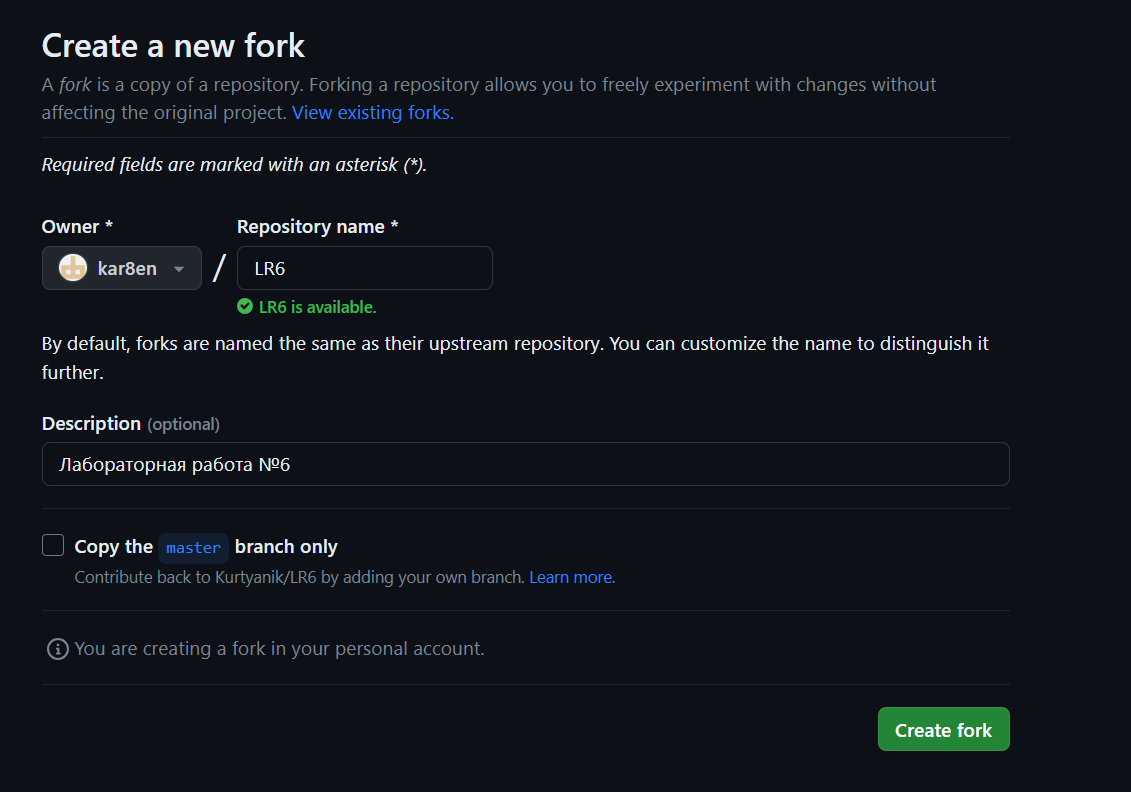 Create a new fork
A fork is a copy of a repository. Forking a repository allows you to freely experiment with changes without
affecting the original project. View existing forks.
Required fields are marked with an asterisk (*).
Owner *
Repository name *
kar8en
/
LR6
LR6 is available.
By default, forks are named the same as their upstream repository. You can customize the name to distinguish it
further.
Description (optional)
Лабораторная работа №6
Copy the master branch only
Contribute back to Kurtyanik/LR6 by adding your own branch. Learn more.
You are creating a fork in your personal account.
Create fork